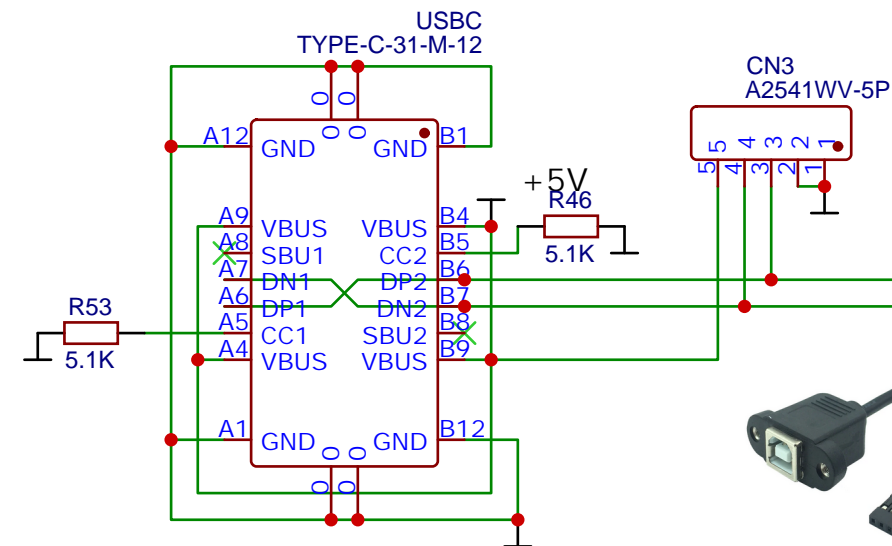 USBC
TYPE-C-31-M-12
CN3
A2541WV-5P
0 0
0 0
A12 GND GND B1
5 4 3 2 1
5 4 3 2 1
+5V
R46
5.1K
A9 VBUS VBUS B4
A8 SBU1 CC2 B5
A7 DN1 DP2 B6
A6 DP1 DN2 B7
R53
5.1K
A5 CC1 SBU2 B8
A4 VBUS VBUS B9
A1 GND GND B12
0 0
0 0